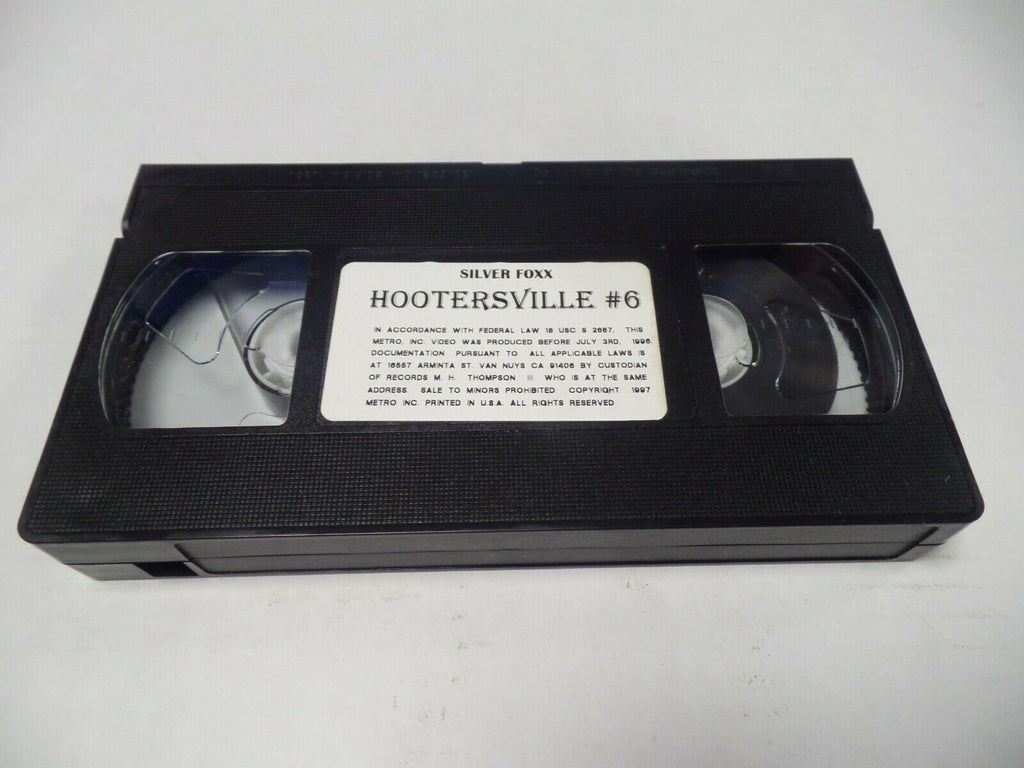 SILVER FOXX
HOOTERSVILLE #6
IN ACCORDANCE WITH FEDERAL LAW 18 USC S 2667, THIS
METRO, INC. VIDEO WAS PRODUCED BEFORE JULY 3RD, 1996.
DOCUMENTATION PURSUANT TO ALL APPLICABLE LAWS IS
AT 16557 ARMINTA ST. VAN NUYS CA 91406 BY CUSTODIAN
OF RECORDS M. H. THOMPSON III WHO IS AT THE SAME
ADDRESS. SALE TO MINORS PROHIBITED. COPYRIGHT 1997
METRO INC. PRINTED IN U.S.A. ALL RIGHTS RESERVED